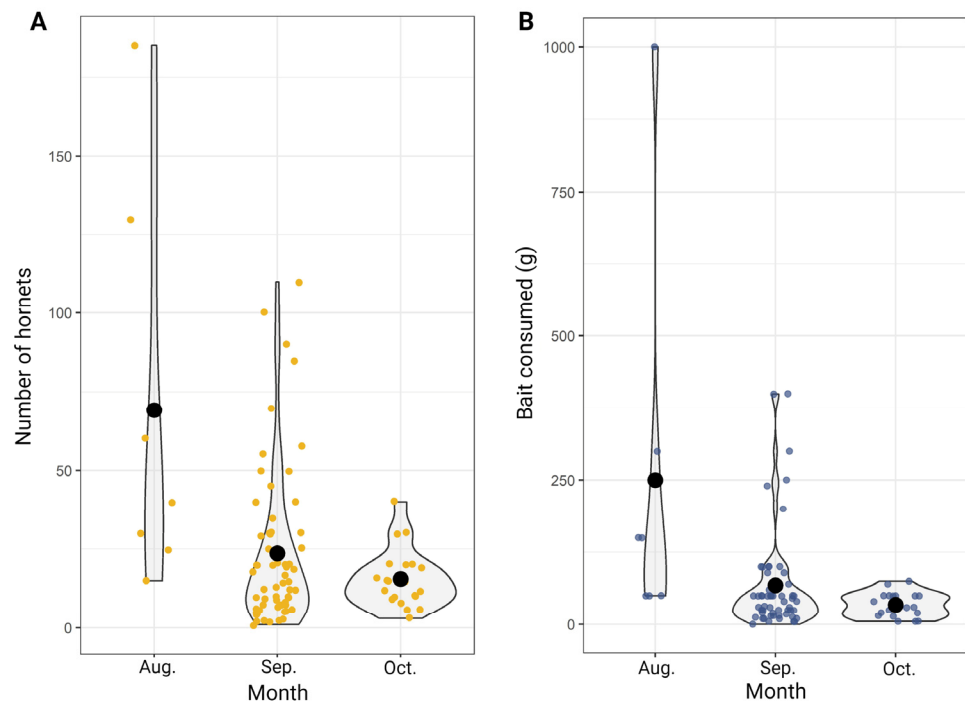 A
Number of hornets
150
100
50
0
Aug.
Sep.
Oct.
Month
B
Bait consumed (g)
1000
750
500
250
0
Aug.
Sep.
Oct.
Month